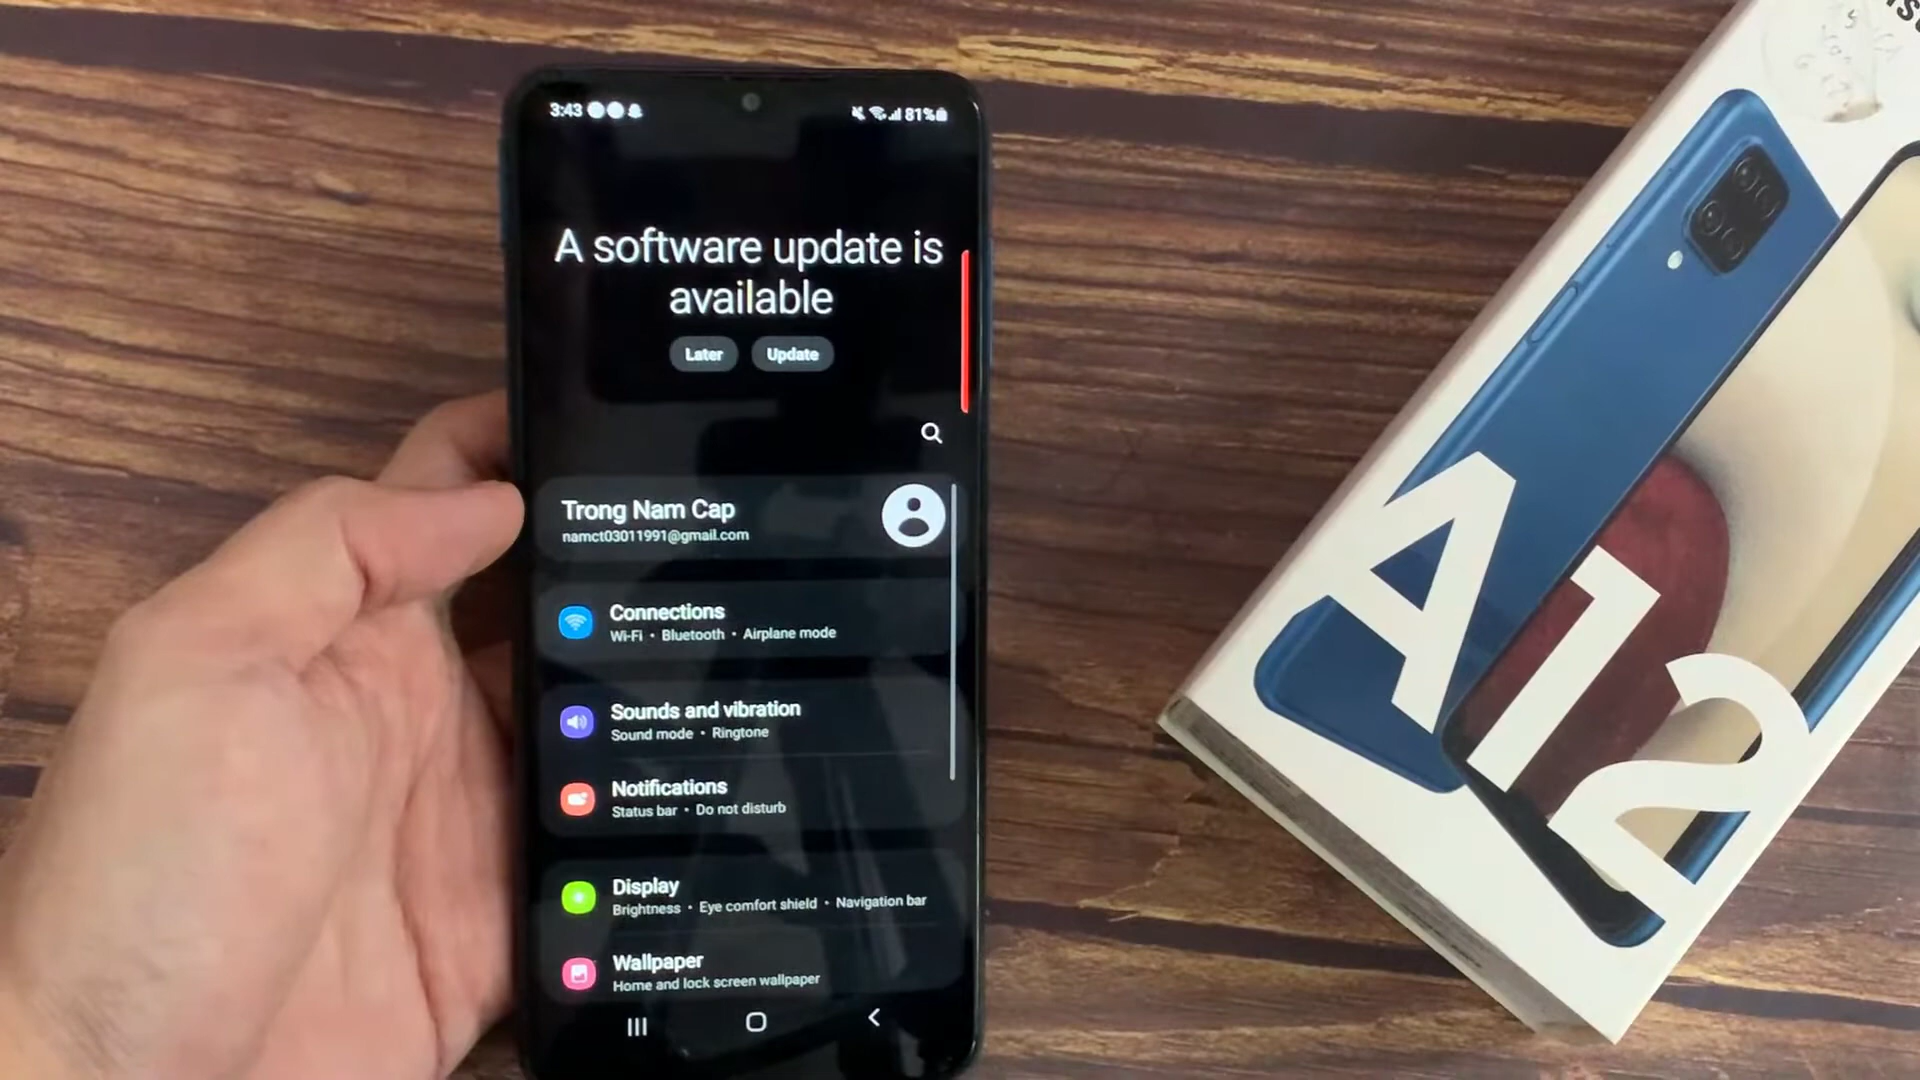 3:43
81%
A software update is
available
Later Update
Trong Nam Cap
namct03011991@gmail.com
Connections
Wi-Fi • Bluetooth • Airplane mode
Sounds and vibration
Sound mode • Ringtone
Notifications
Status bar • Do not disturb
Display
Brightness • Eye comfort shield • Navigation bar
Wallpaper
Home and lock screen wallpaper
A12